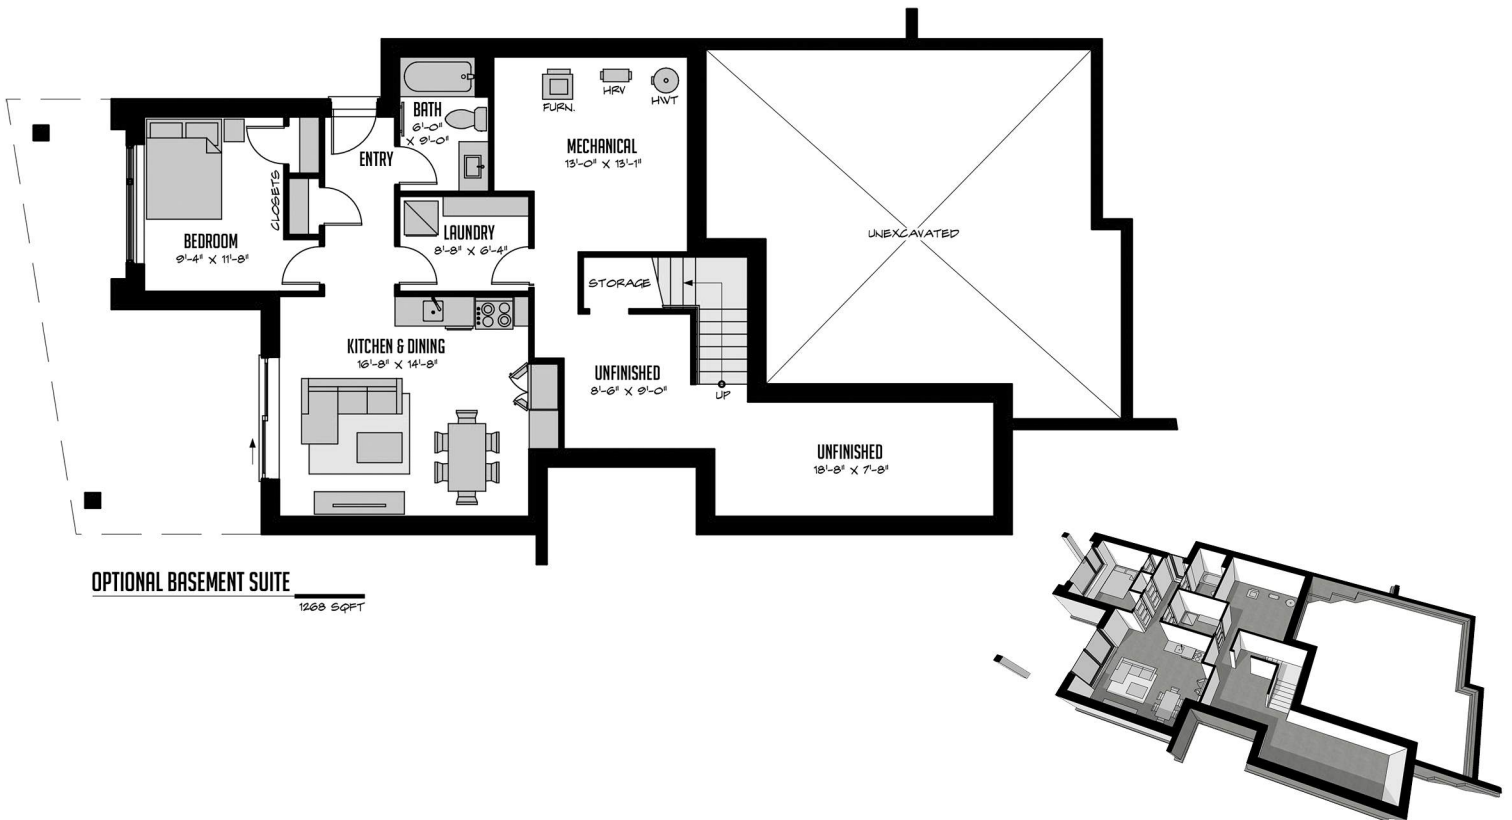 BATH
6'-0"
X 9'-0"
FURN.
HRV
HWT
ENTRY
MECHANICAL
13'-0" X 13'-1"
CLOSETS
BEDROOM
9'-4" X 11'-8"
LAUNDRY
8'-8" X 6'-4"
UNEXCAVATED
STORAGE
KITCHEN & DINING
16'-8" X 14'-8"
UNFINISHED
8'-6" X 9'-0"
UP
UNFINISHED
18'-8" X 7'-8"
OPTIONAL BASEMENT SUITE
1268 SQFT